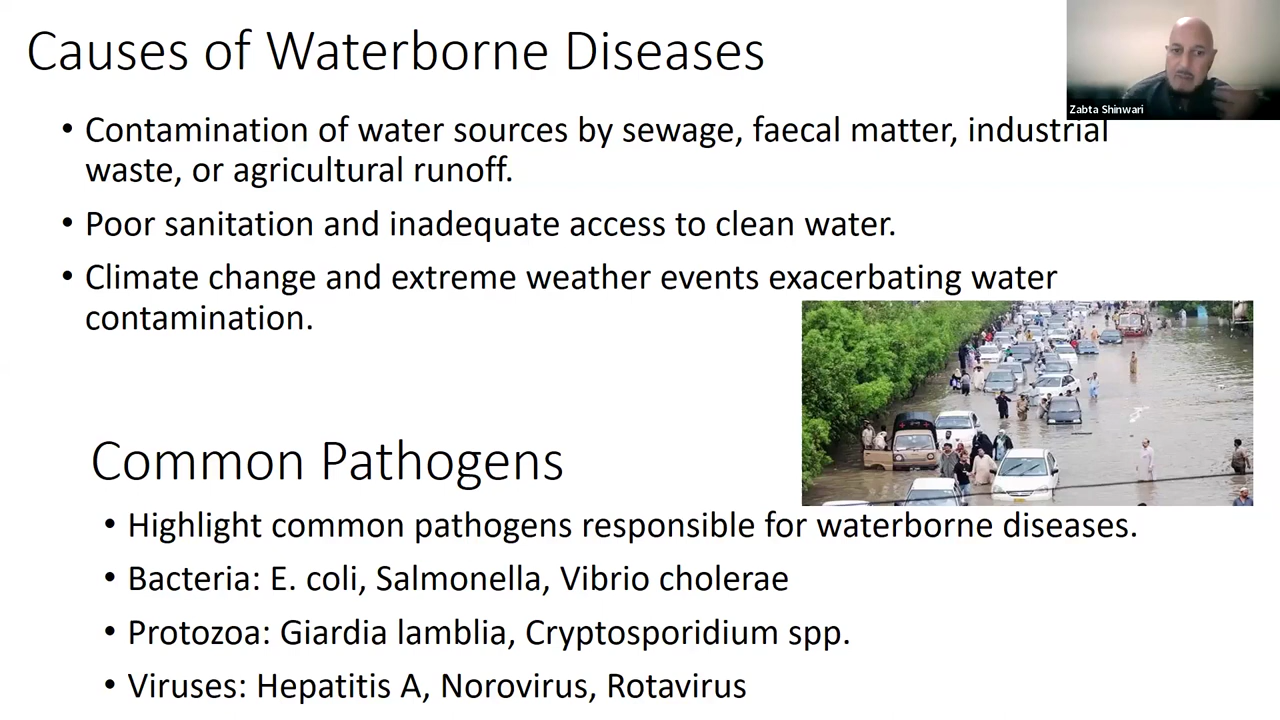 Causes of Waterborne Diseases
Zabta Shinwari
• Contamination of water sources by sewage, faecal matter, industrial
waste, or agricultural runoff.
• Poor sanitation and inadequate access to clean water.
• Climate change and extreme weather events exacerbating water
contamination.
Common Pathogens
• Highlight common pathogens responsible for waterborne diseases.
• Bacteria: E. coli, Salmonella, Vibrio cholerae
• Protozoa: Giardia lamblia, Cryptosporidium spp.
• Viruses: Hepatitis A, Norovirus, Rotavirus